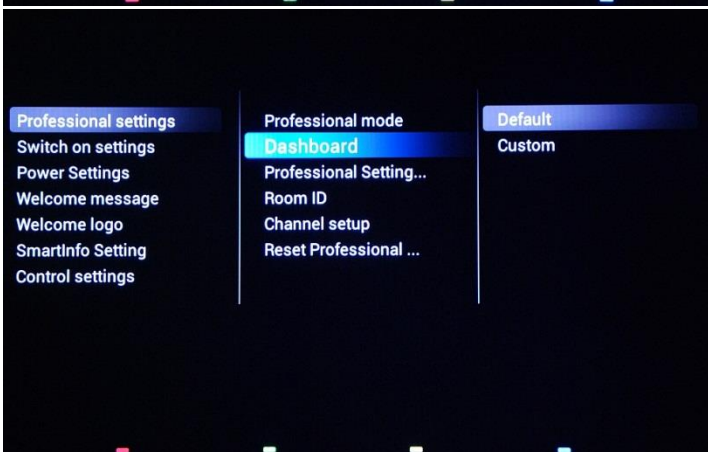 Professional settings
Switch on settings
Power Settings
Welcome message
Welcome logo
SmartInfo Setting
Control settings
Professional mode
Dashboard
Professional Setting...
Room ID
Channel setup
Reset Professional ...
Default
Custom